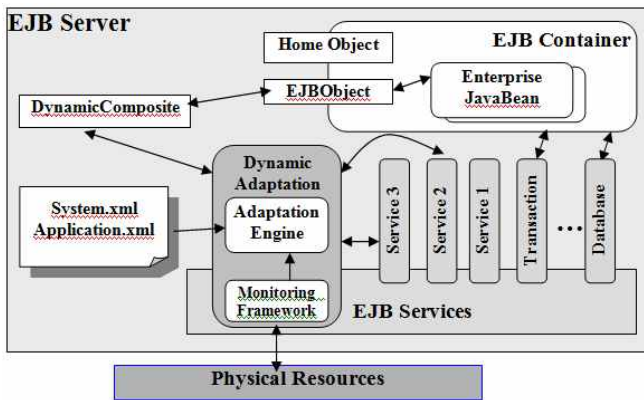 EJB Server
Home Object
EJB Container
EJBObject
Enterprise
JavaBean
DynamicComposite
Dynamic
Adaptation
System.xml
Application.xml
Adaptation
Engine
Service 3
Service 2
Service 1
Transaction
...
Database
Monitoring
Framework
EJB Services
Physical Resources